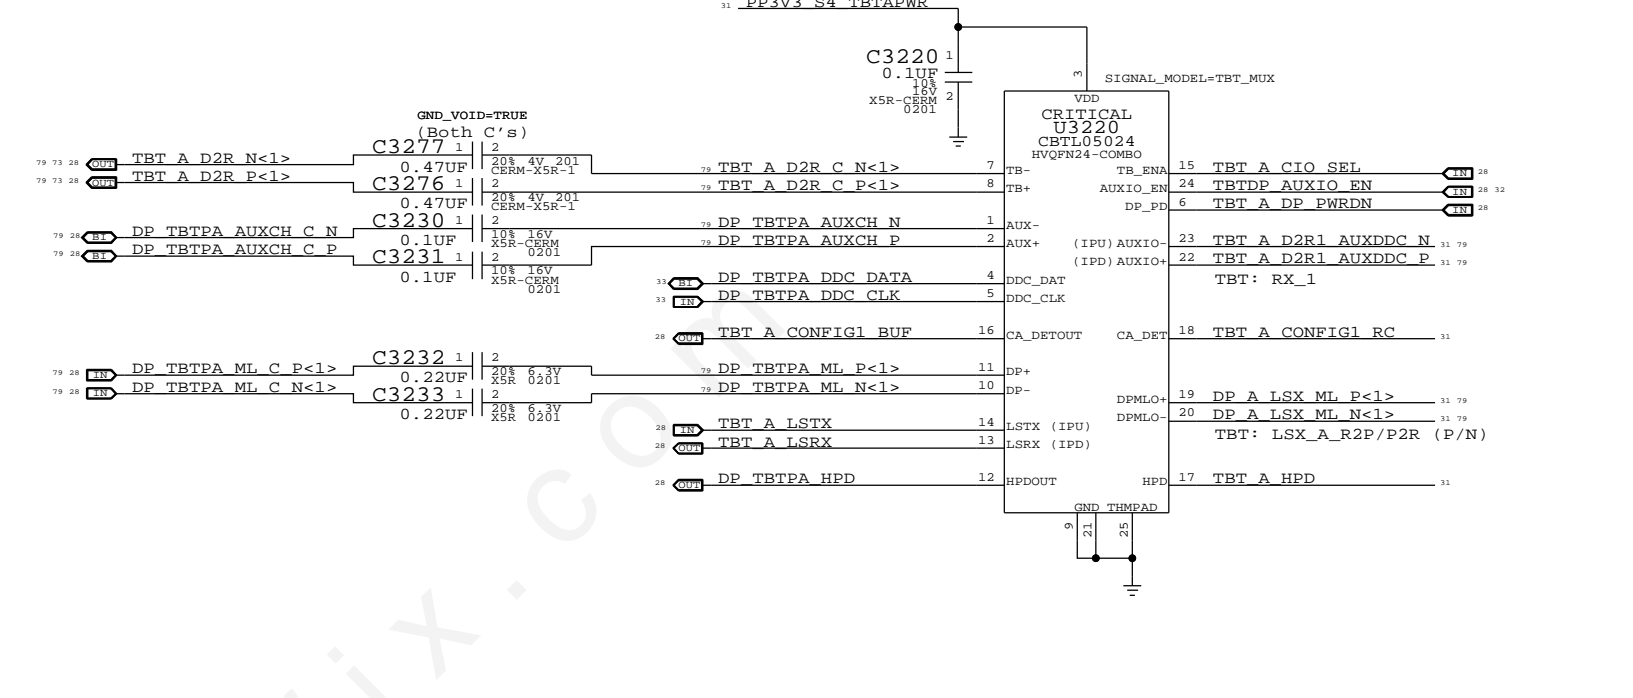 31 PP3V3_S4_TBTAPWR
C3220 1
0.1UF
10%
16V
X5R-CERM 2
0201
3
SIGNAL_MODEL=TBT_MUX
VDD
CRITICAL
U3220
CBTL05024
HVQFN24-COMBO
GND_VOID=TRUE
(Both C's)
79 73 28 OUT TBT_A_D2R_N<1> C3277 1 2 0.47UF 20% 4V 201 CERM-X5R-1 79 TBT_A_D2R_C_N<1> 7 TB-
79 73 28 OUT TBT_A_D2R_P<1> C3276 1 2 0.47UF 20% 4V 201 CERM-X5R-1 79 TBT_A_D2R_C_P<1> 8 TB+
79 28 BI DP_TBTPA_AUXCH_C_N C3230 1 2 0.1UF 10% 16V X5R-CERM 0201 79 DP_TBTPA_AUXCH_N 1 AUX-
79 28 BI DP_TBTPA_AUXCH_C_P C3231 1 2 0.1UF 10% 16V X5R-CERM 0201 79 DP_TBTPA_AUXCH_P 2 AUX+
33 BI DP_TBTPA_DDC_DATA 4 DDC_DAT
33 IN DP_TBTPA_DDC_CLK 5 DDC_CLK
28 OUT TBT_A_CONFIG1_BUF 16 CA_DETOUT
79 28 IN DP_TBTPA_ML_C_P<1> C3232 1 2 0.22UF 20% 6.3V X5R 0201 79 DP_TBTPA_ML_P<1> 11 DP+
79 28 IN DP_TBTPA_ML_C_N<1> C3233 1 2 0.22UF 20% 6.3V X5R 0201 79 DP_TBTPA_ML_N<1> 10 DP-
28 IN TBT_A_LSTX 14 LSTX (IPU)
28 OUT TBT_A_LSRX 13 LSRX (IPD)
28 OUT DP_TBTPA_HPD 12 HPDOUT
TB_ENA 15 TBT_A_CIO_SEL IN 28
AUXIO_EN 24 TBTDP_AUXIO_EN IN 28 32
DP_PD 6 TBT_A_DP_PWRDN IN 28
(IPU) AUXIO- 23 TBT_A_D2R1_AUXDDC_N 31 79
(IPD) AUXIO+ 22 TBT_A_D2R1_AUXDDC_P 31 79
TBT: RX_1
CA_DET 18 TBT_A_CONFIG1_RC 31
DPMLO+ 19 DP_A_LSX_ML_P<1> 31 79
DPMLO- 20 DP_A_LSX_ML_N<1> 31 79
TBT: LSX_A_R2P/P2R (P/N)
HPD 17 TBT_A_HPD 31
GND THMPAD
9 21 25
ix.com